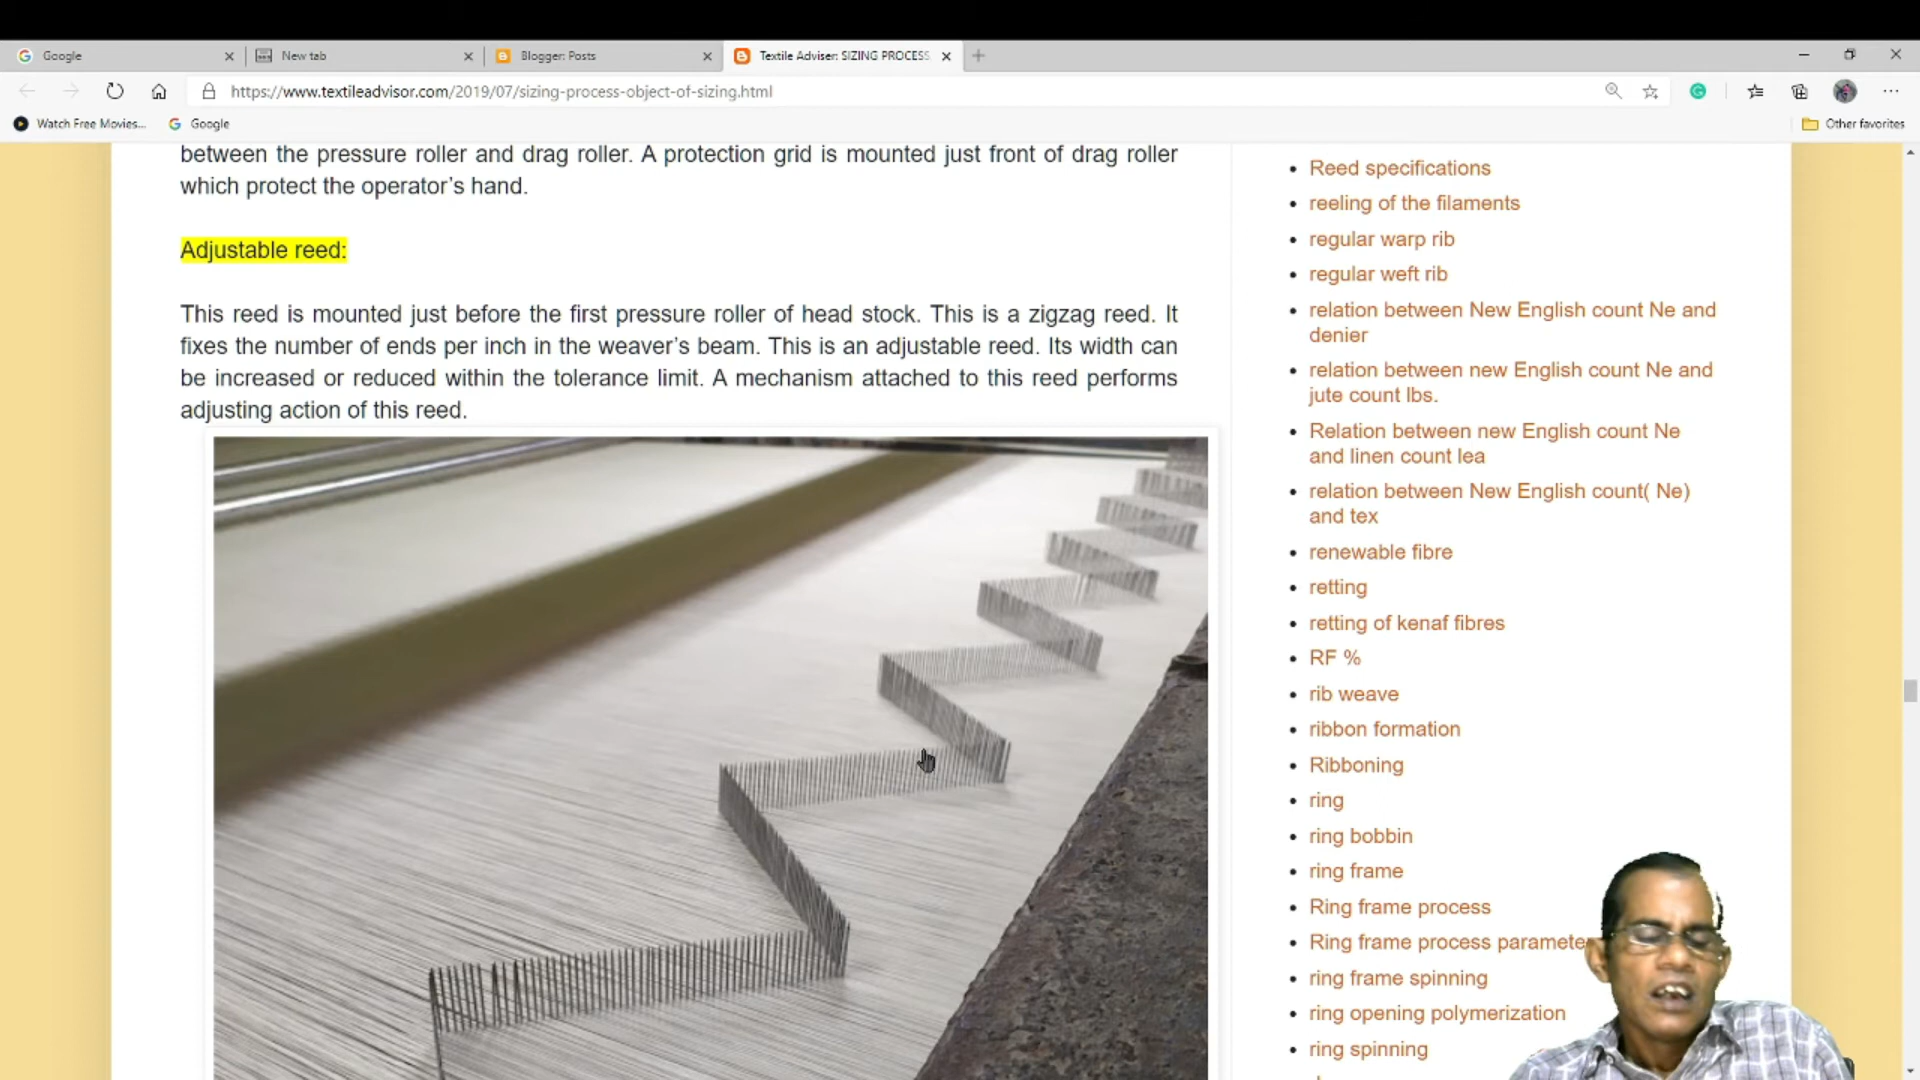 Google
New tab
Blogger: Posts
Textile Adviser: SIZING PROCESS
https://www.textileadvisor.com/2019/07/sizing-process-object-of-sizing.html
Watch Free Movies...
Google
Other favorites
between the pressure roller and drag roller. A protection grid is mounted just front of drag roller
which protect the operator’s hand.
Adjustable reed:
This reed is mounted just before the first pressure roller of head stock. This is a zigzag reed. It
fixes the number of ends per inch in the weaver’s beam. This is an adjustable reed. Its width can
be increased or reduced within the tolerance limit. A mechanism attached to this reed performs
adjusting action of this reed.
Reed specifications
reeling of the filaments
regular warp rib
regular weft rib
relation between New English count Ne and
denier
relation between new English count Ne and
jute count lbs.
Relation between new English count Ne
and linen count lea
relation between New English count( Ne)
and tex
renewable fibre
retting
retting of kenaf fibres
RF %
rib weave
ribbon formation
Ribboning
ring
ring bobbin
ring frame
Ring frame process
Ring frame process paramete
ring frame spinning
ring opening polymerization
ring spinning